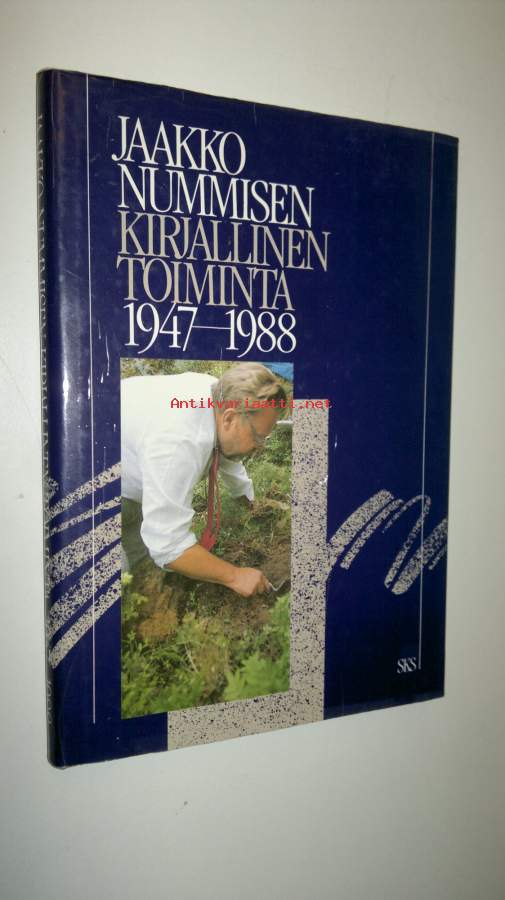 JAAKKO
NUMMISEN
KIRJALLINEN
TOIMINTA
1947—1988
Antikvariaatti.net
SKS